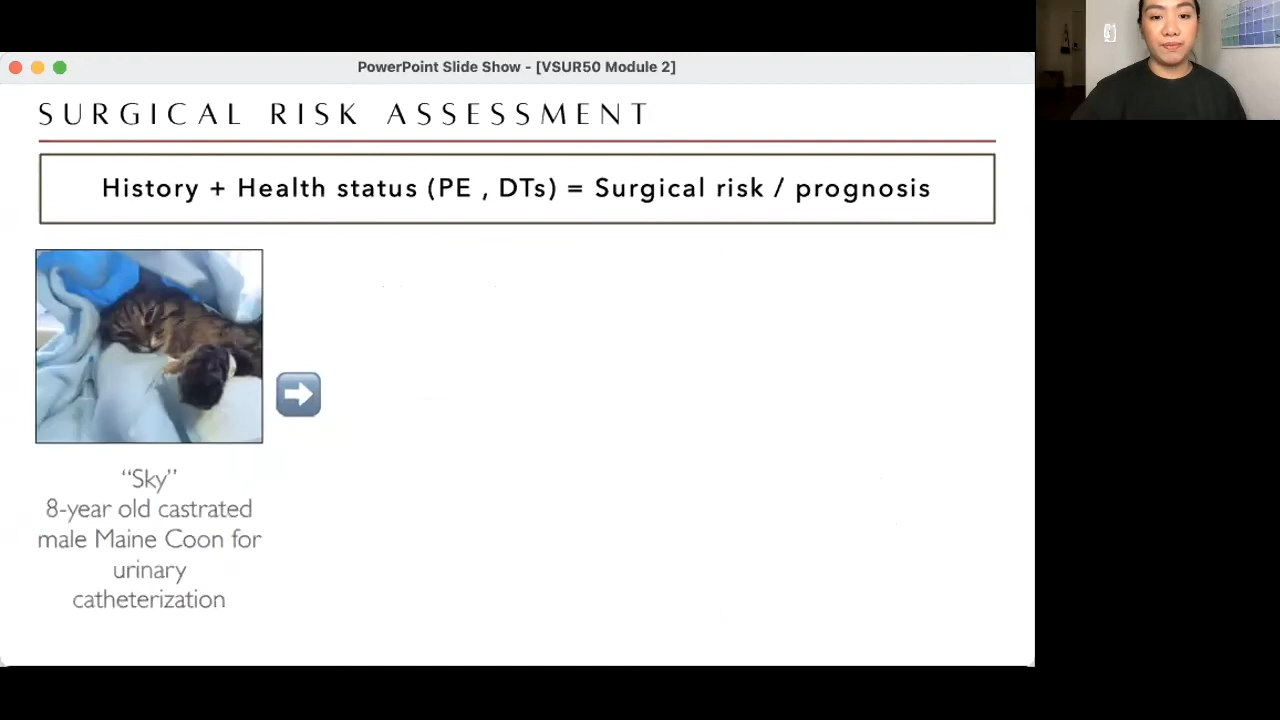 PowerPoint Slide Show - [VSUR50 Module 2]
SURGICAL RISK ASSESSMENT
History + Health status (PE , DTs) = Surgical risk / prognosis
“Sky”
8-year old castrated
male Maine Coon for
urinary
catheterization